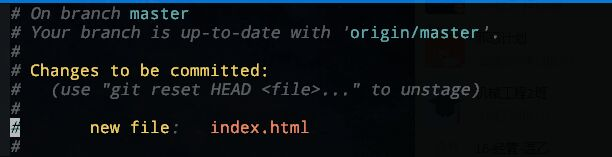 # On branch master
# Your branch is up-to-date with 'origin/master'.
#
# Changes to be committed:
#   (use "git reset HEAD <file>..." to unstage)
#
#       new file:   index.html
#